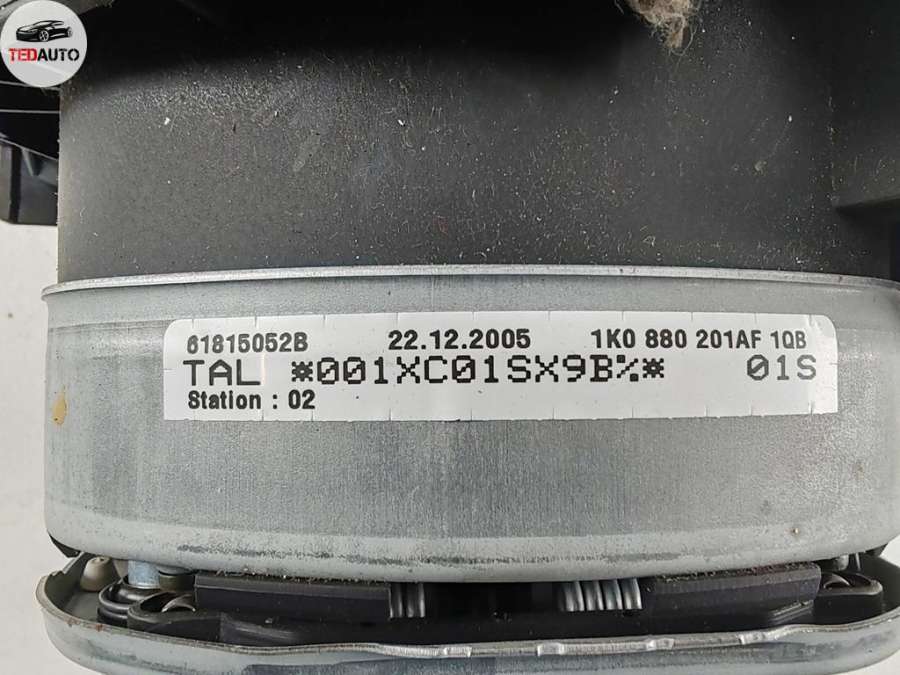 TEDAUTO
61815052B 22.12.2005 1K0 880 201AF 1QB
TAL *001XC01SX9B%* 01S
Station : 02